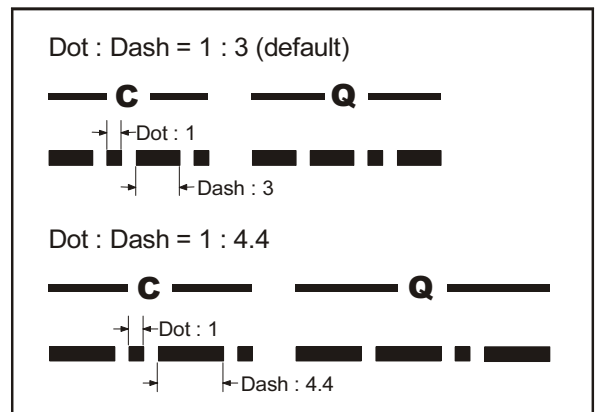 Dot : Dash = 1 : 3 (default)
C Q
Dot : 1
Dash : 3
Dot : Dash = 1 : 4.4
C Q
Dot : 1
Dash : 4.4